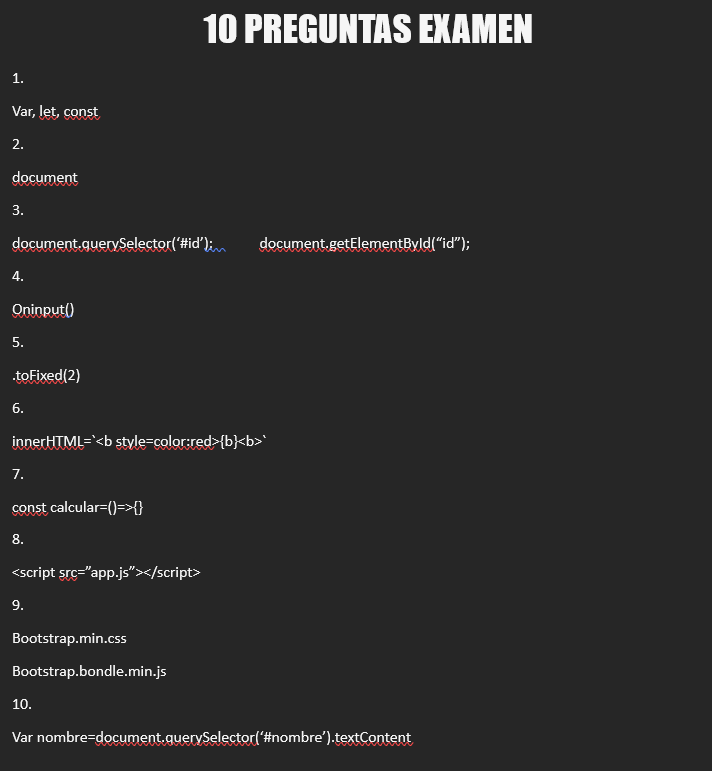 10 PREGUNTAS EXAMEN
1.
Var, let, const
2.
document
3.
document.querySelector(‘#id’); document.getElementById(“id”);
4.
Oninput()
5.
.toFixed(2)
6.
innerHTML=`<b style=color:red>{b}<b>`
7.
const calcular=()=>{}
8.
<script src=”app.js”></script>
9.
Bootstrap.min.css
Bootstrap.bondle.min.js
10.
Var nombre=document.querySelector(‘#nombre’).textContent